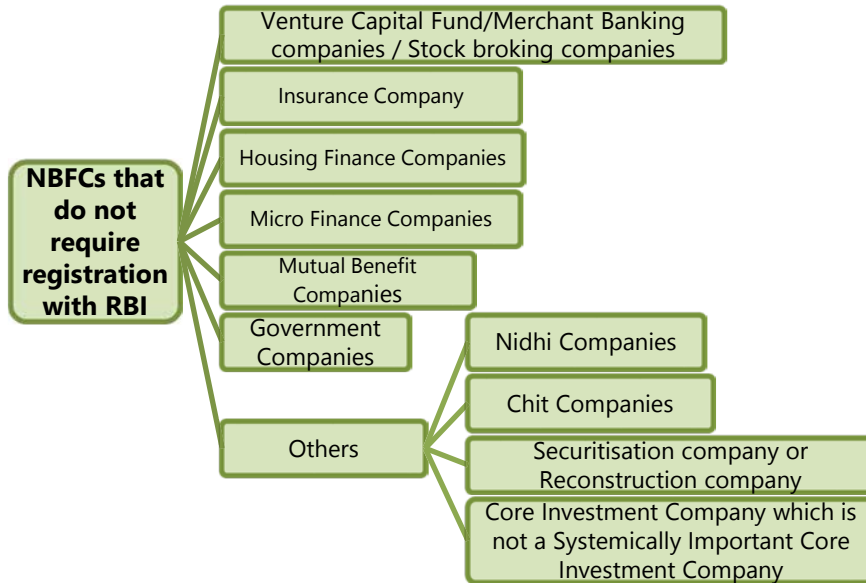 NBFCs that
do not
require
registration
with RBI
Venture Capital Fund/Merchant Banking
companies / Stock broking companies
Insurance Company
Housing Finance Companies
Micro Finance Companies
Mutual Benefit
Companies
Government
Companies
Others
Nidhi Companies
Chit Companies
Securitisation company or
Reconstruction company
Core Investment Company which is
not a Systemically Important Core
Investment Company